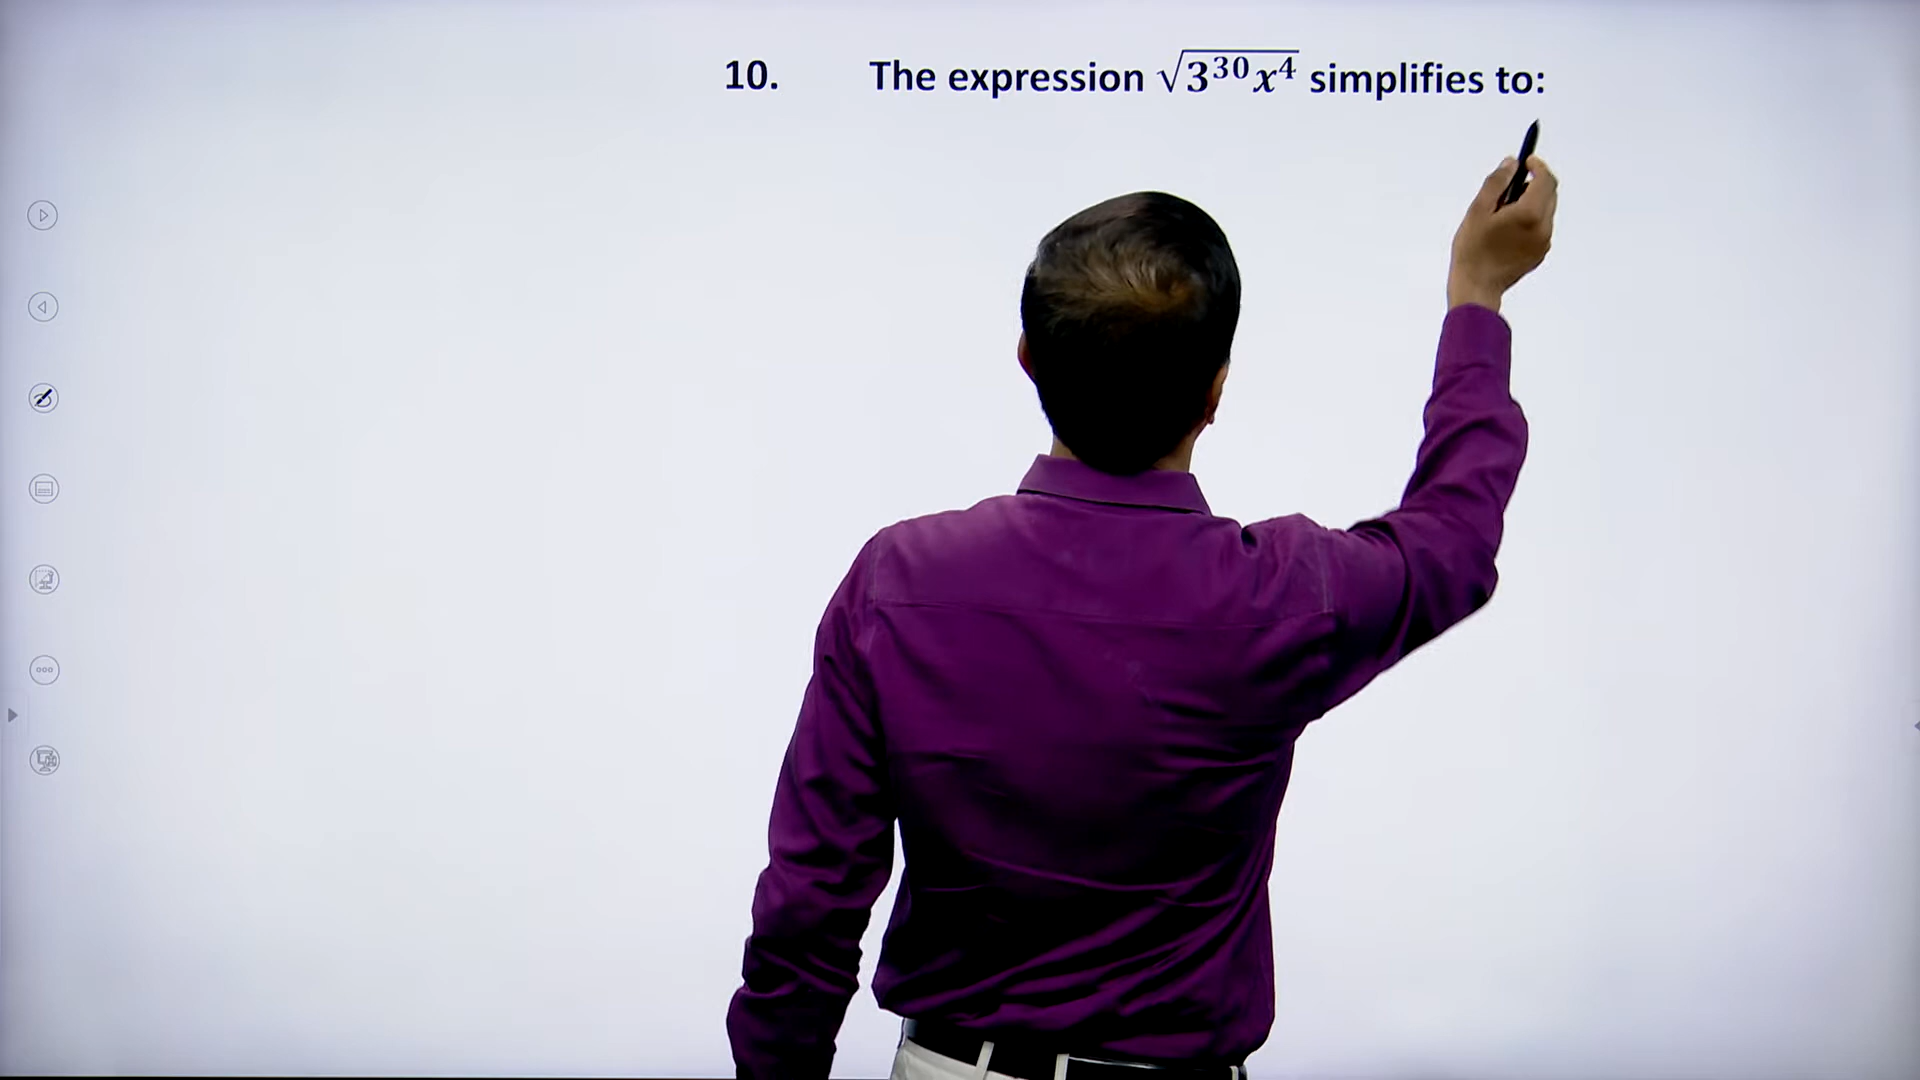 10. The expression √3³⁰x⁴ simplifies to: